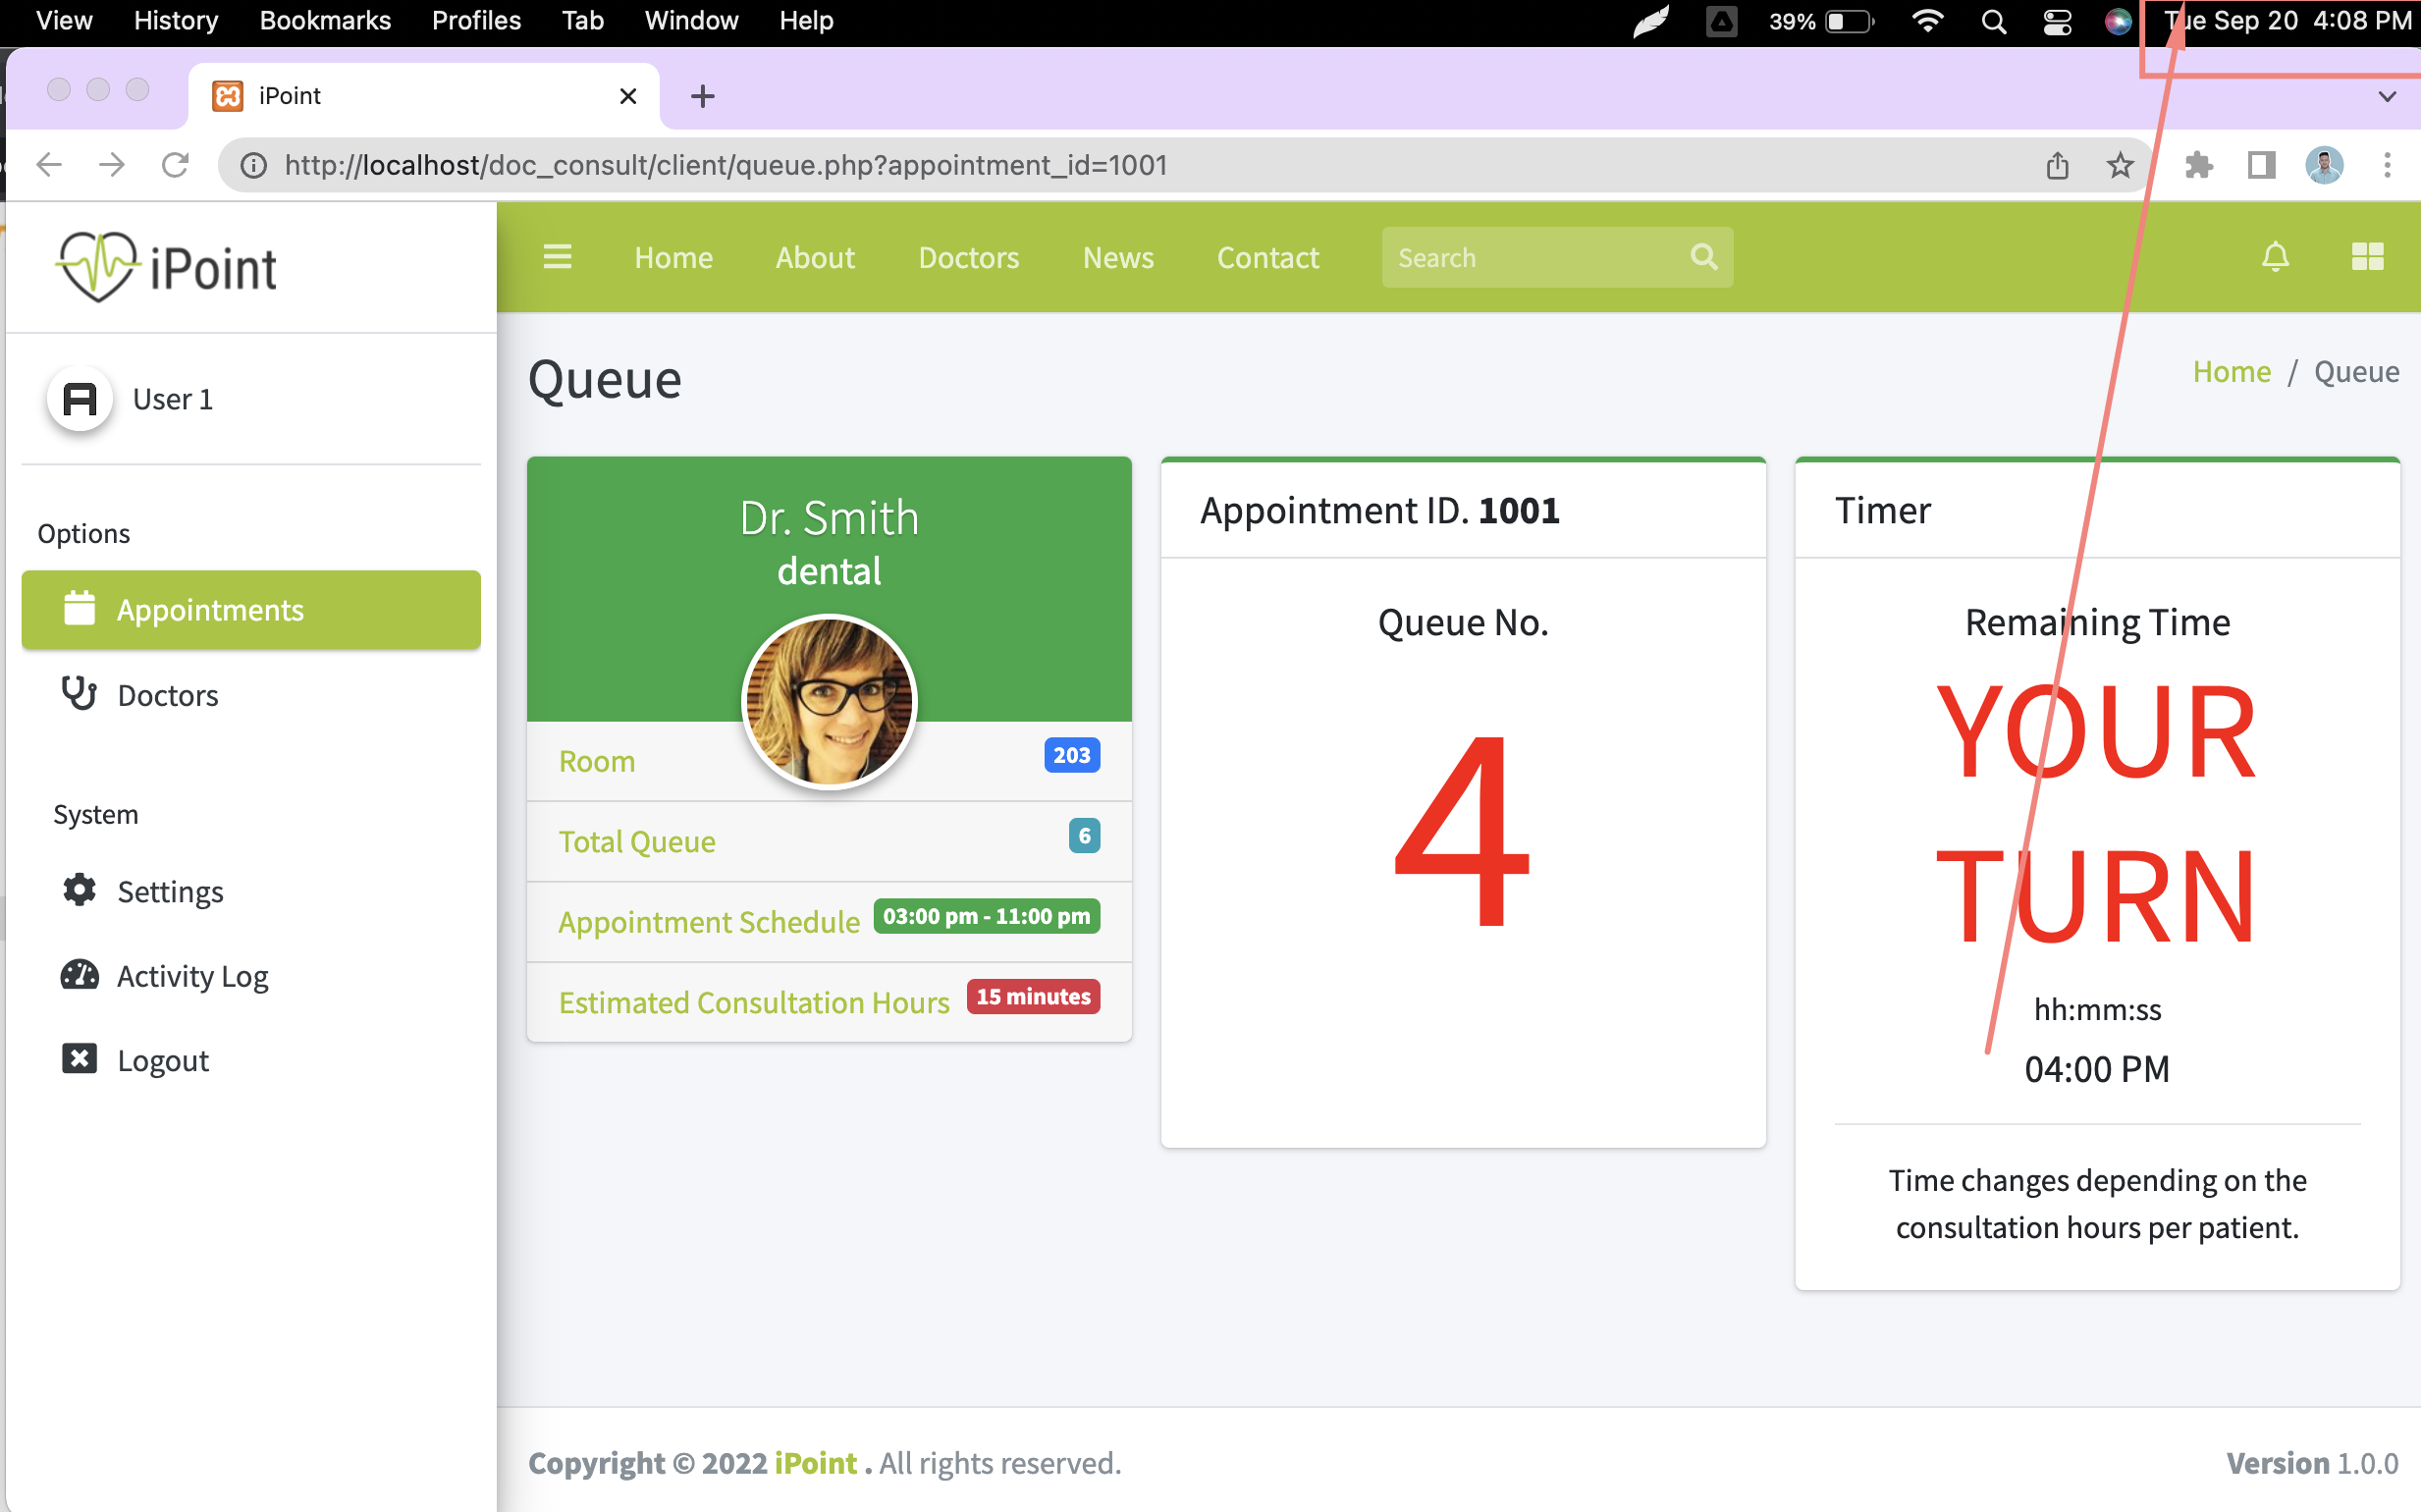 View History Bookmarks Profiles Tab Window Help 39% Tue Sep 20 4:08 PM
iPoint
http://localhost/doc_consult/client/queue.php?appointment_id=1001
iPoint
Home About Doctors News Contact Search
User 1
Options
Appointments
Doctors
System
Settings
Activity Log
Logout
Queue
Home / Queue
Dr. Smith
dental
Room 203
Total Queue 6
Appointment Schedule 03:00 pm - 11:00 pm
Estimated Consultation Hours 15 minutes
Appointment ID. 1001
Queue No.
4
Timer
Remaining Time
YOUR
TURN
hh:mm:ss
04:00 PM
Time changes depending on the
consultation hours per patient.
Copyright © 2022 iPoint . All rights reserved.
Version 1.0.0